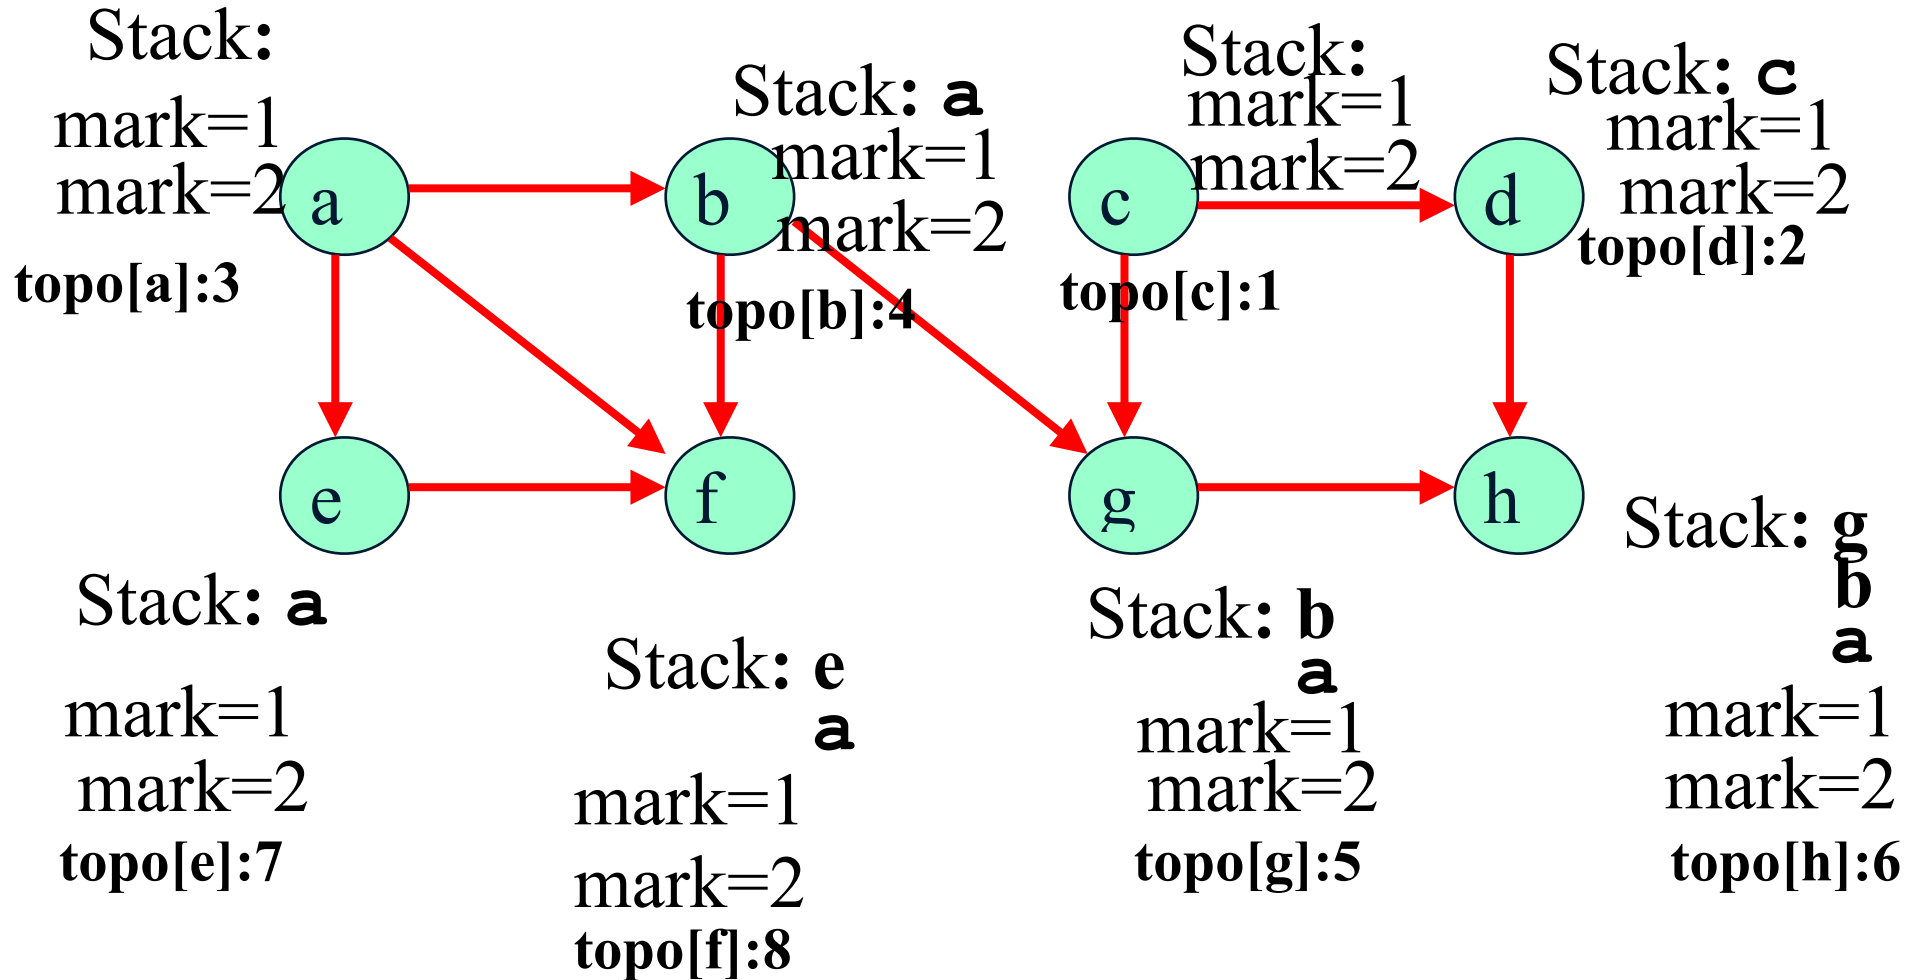 Stack:
mark=1
mark=2
a
topo[a]:3
Stack: a
mark=1
b
mark=2
topo[b]:4
Stack:
mark=1
mark=2
c
topo[c]:1
Stack: c
mark=1
mark=2
d
topo[d]:2
e
Stack: a
mark=1
mark=2
topo[e]:7
f
Stack: e
a
mark=1
mark=2
topo[f]:8
g
Stack: b
a
mark=1
mark=2
topo[g]:5
h
Stack: g
b
a
mark=1
mark=2
topo[h]:6